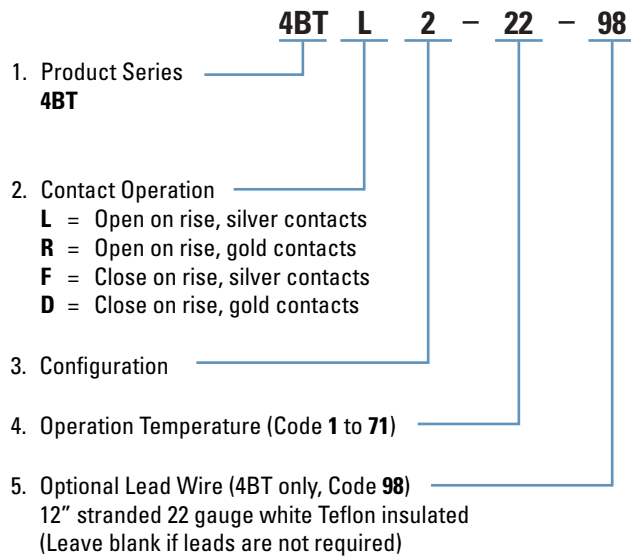 4BT L 2 – 22 – 98
1. Product Series
4BT
2. Contact Operation
L = Open on rise, silver contacts
R = Open on rise, gold contacts
F = Close on rise, silver contacts
D = Close on rise, gold contacts
3. Configuration
4. Operation Temperature (Code 1 to 71)
5. Optional Lead Wire (4BT only, Code 98)
12” stranded 22 gauge white Teflon insulated
(Leave blank if leads are not required)